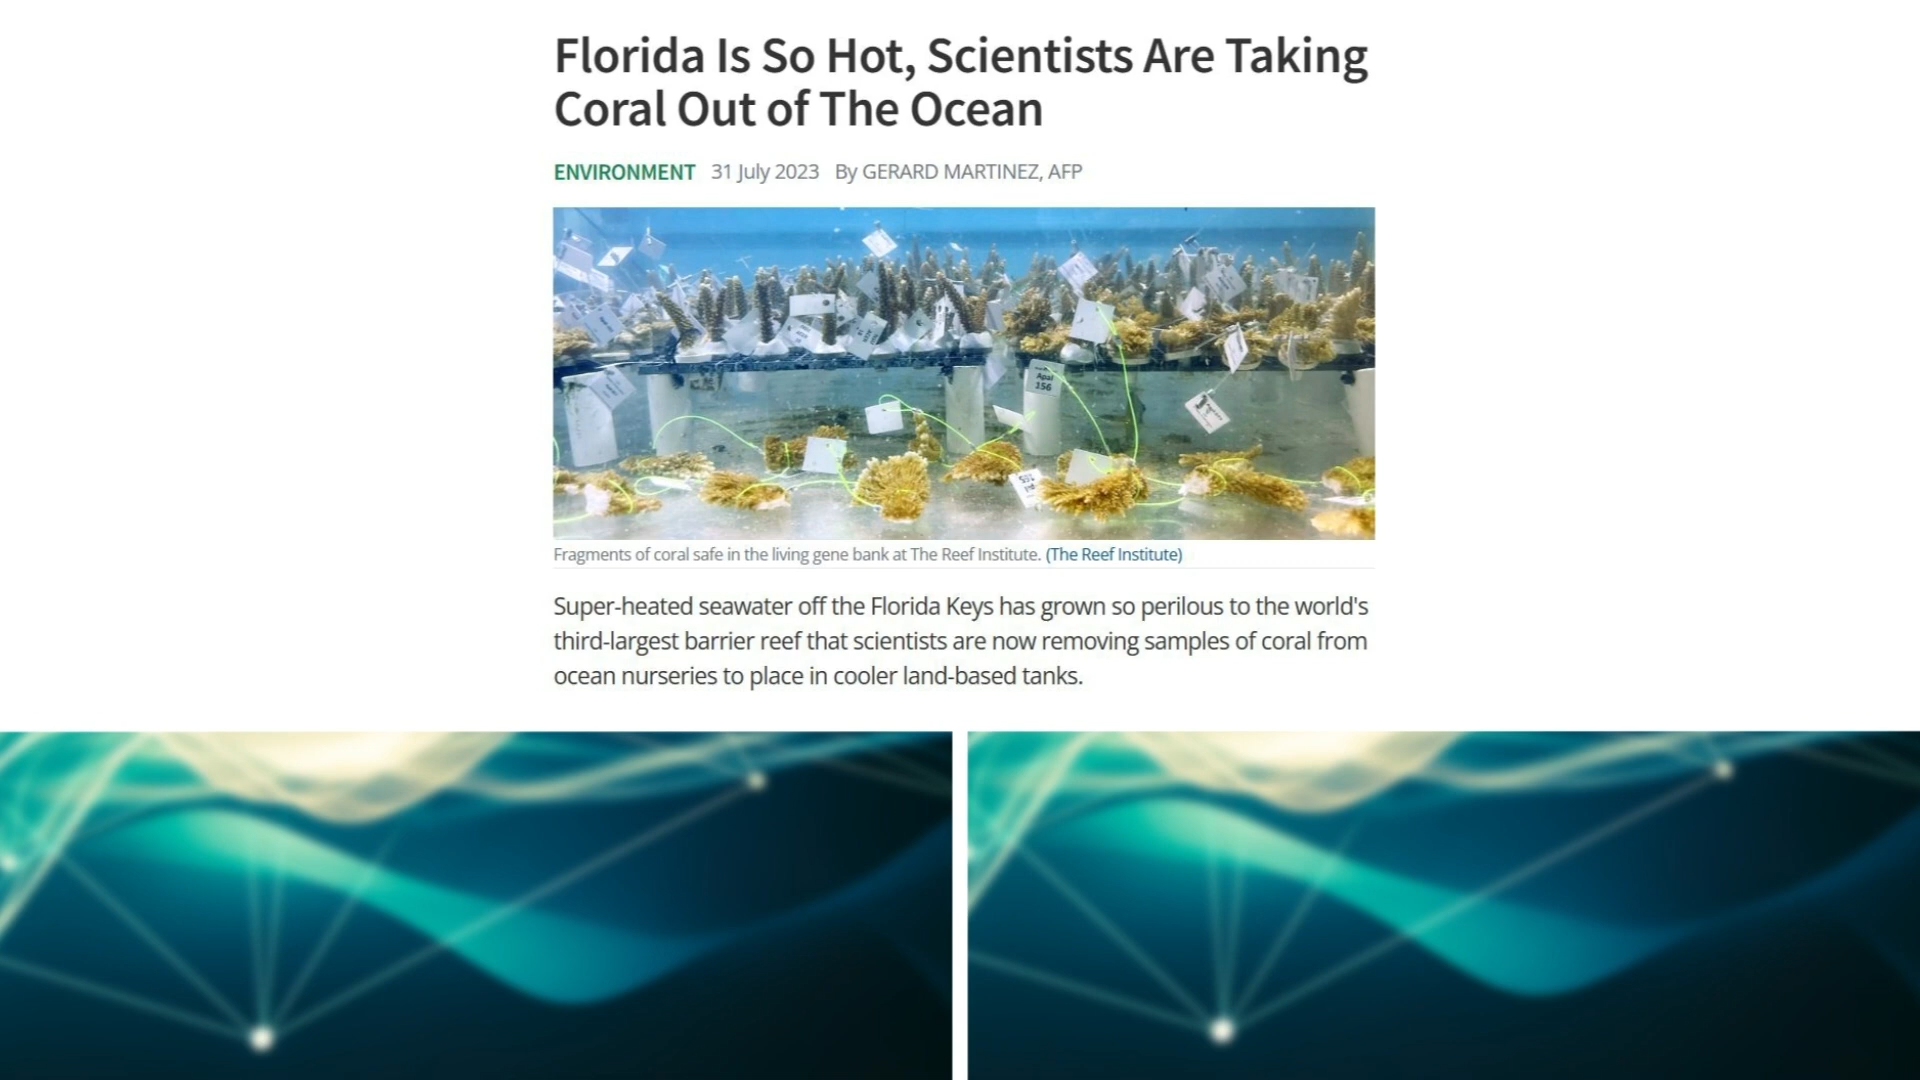 Florida Is So Hot, Scientists Are Taking
Coral Out of The Ocean
ENVIRONMENT 31 July 2023 By GERARD MARTINEZ, AFP
Apal
156
Fragments of coral safe in the living gene bank at The Reef Institute. (The Reef Institute)
Super-heated seawater off the Florida Keys has grown so perilous to the world's
third-largest barrier reef that scientists are now removing samples of coral from
ocean nurseries to place in cooler land-based tanks.